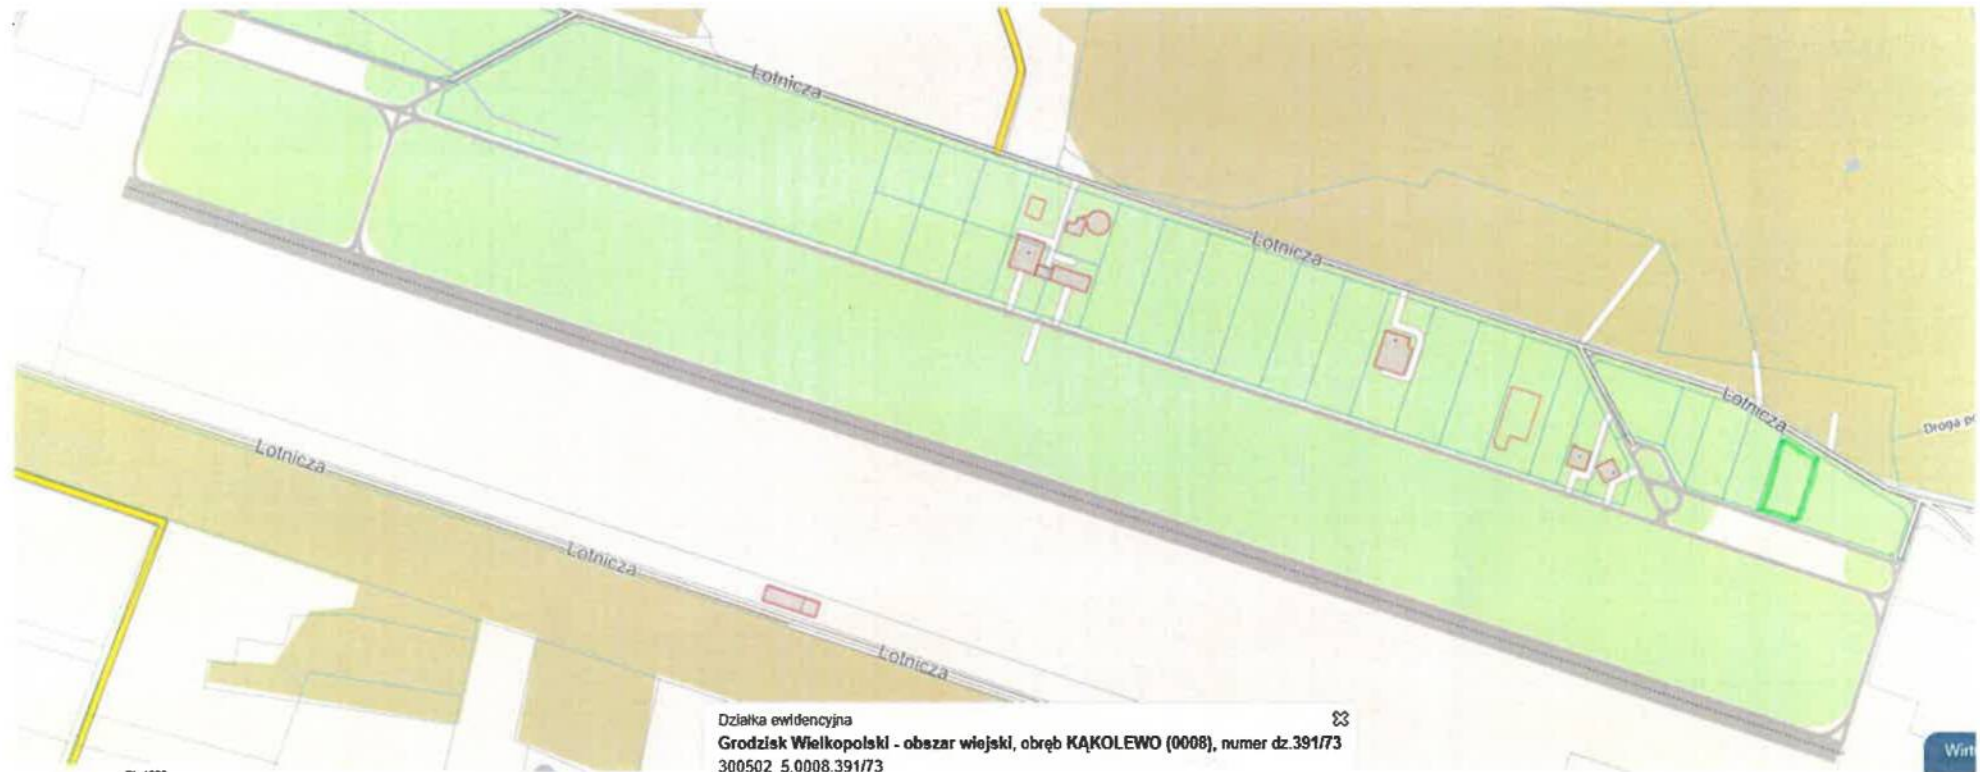 Lotnicza
Lotnicza
Lotnicza
Droga po
Lotnicza
Lotnicza
Lotnicza
Działka ewidencyjna
Grodzisk Wielkopolski - obszar wiejski, obręb KĄKOLEWO (0008), numer dz.391/73
300502_5.0008.391/73
Wirt